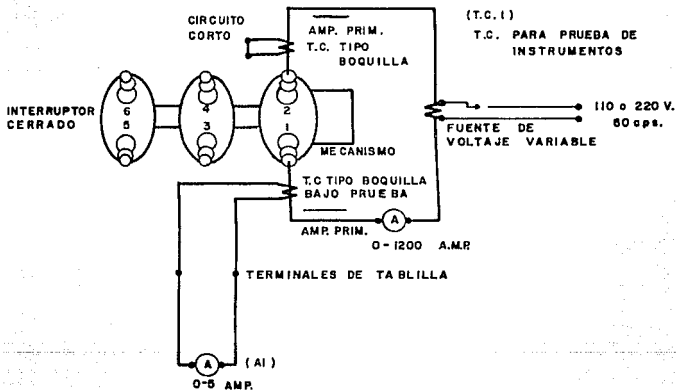 CIRCUITO
CORTO
AMP. PRIM.
T.C. TIPO
BOQUILLA
(T.C.1)
T.C. PARA PRUEBA DE
INSTRUMENTOS
INTERRUPTOR
CERRADO
6
5
4
3
2
1
MECANISMO
110 o 220 V.
60 cps.
FUENTE DE
VOLTAJE VARIABLE
T.C TIPO BOQUILLA
BAJO PRUEBA
AMP. PRIM.
A
0-1200 A.M.P.
TERMINALES DE TABLILLA
A
(A1)
0-5 AMP.